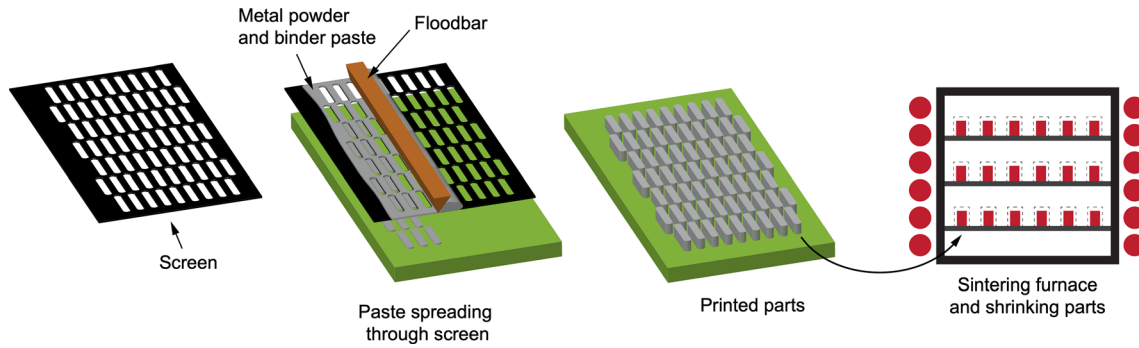 Metal powder
and binder paste
Floodbar
Screen
Paste spreading
through screen
Printed parts
Sintering furnace
and shrinking parts